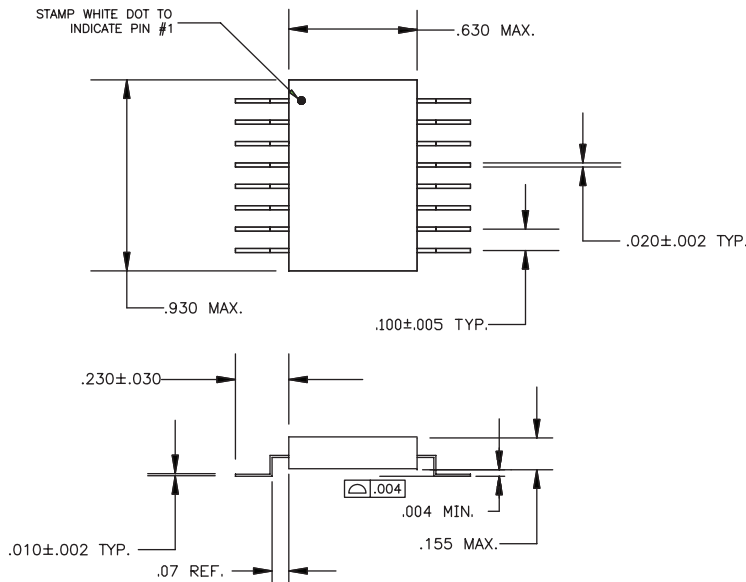 STAMP WHITE DOT TO
INDICATE PIN #1
.630 MAX.
.020±.002 TYP.
.930 MAX.
.100±.005 TYP.
.230±.030
⌓ .004
.004 MIN.
.010±.002 TYP.
.155 MAX.
.07 REF.